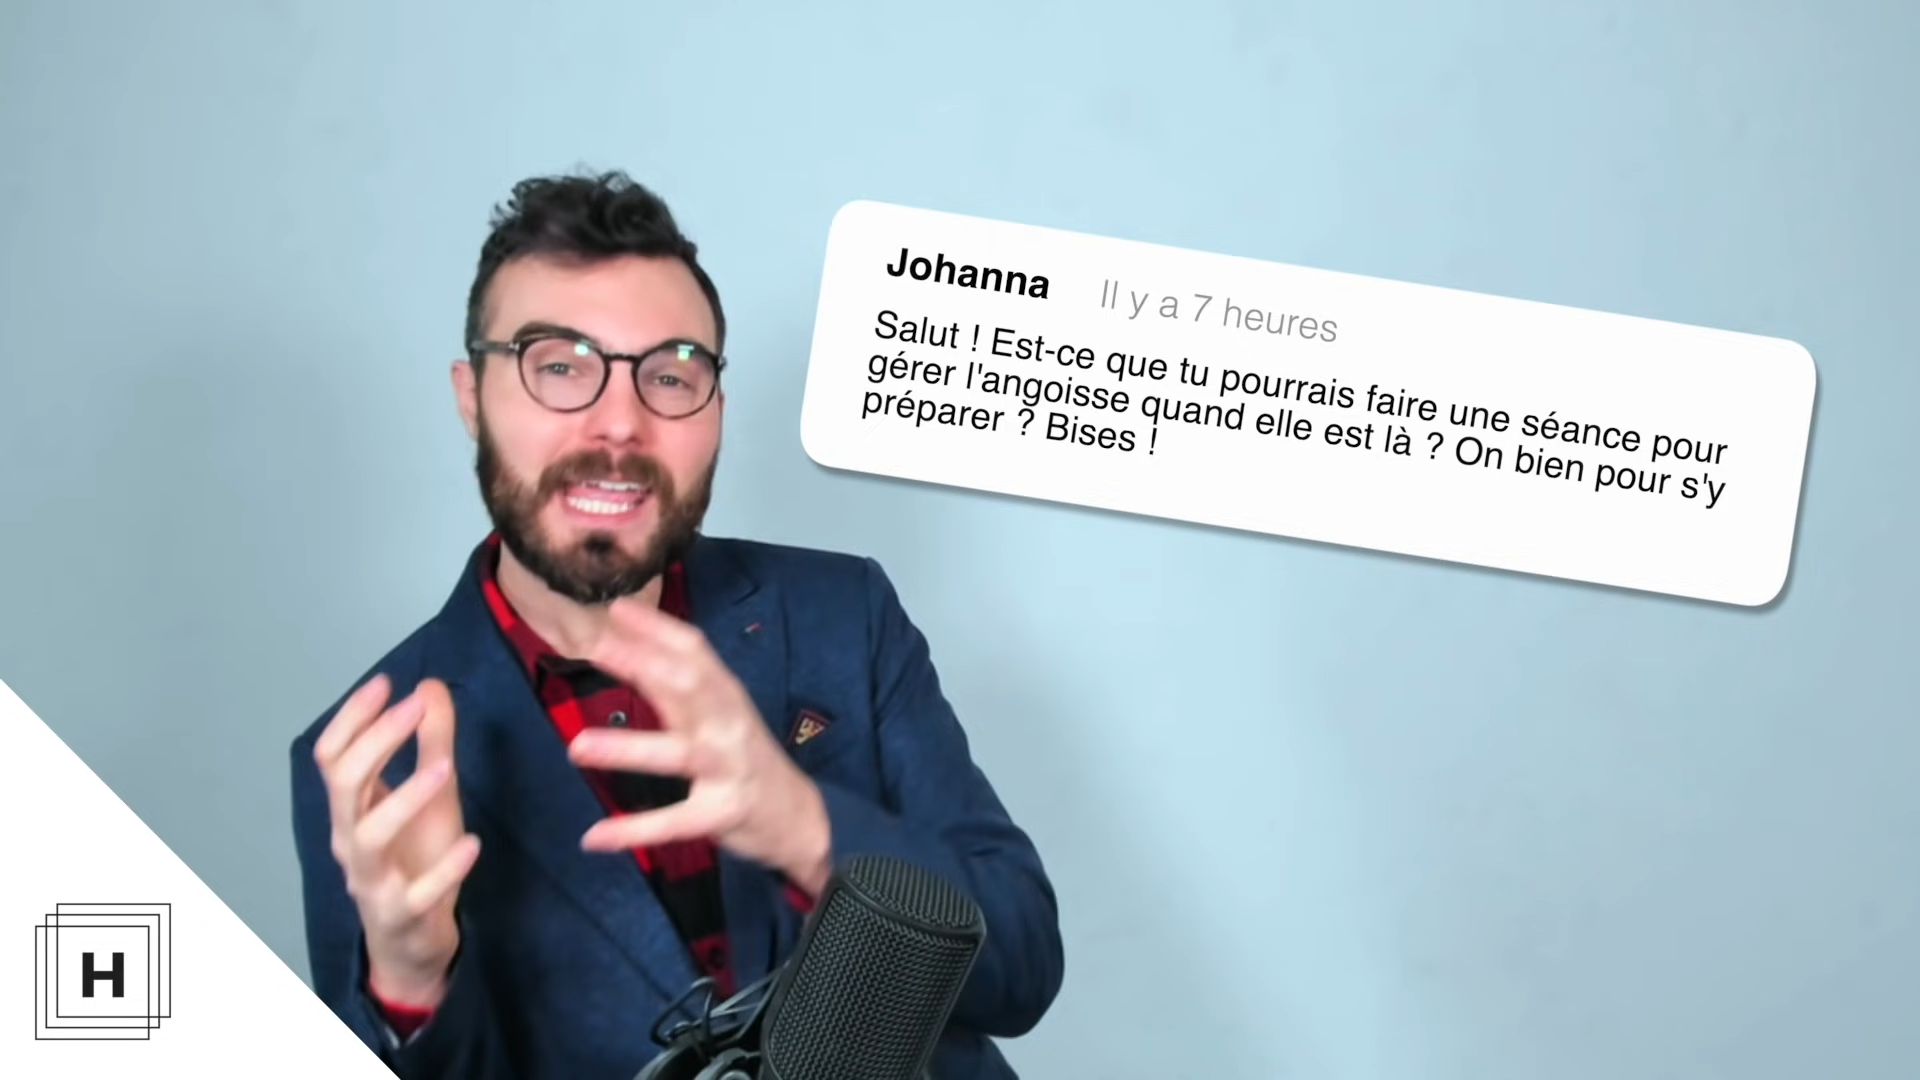 Johanna Il y a 7 heures
Salut ! Est-ce que tu pourrais faire une séance pour
gérer l'angoisse quand elle est là ? On bien pour s'y
préparer ? Bises !
H